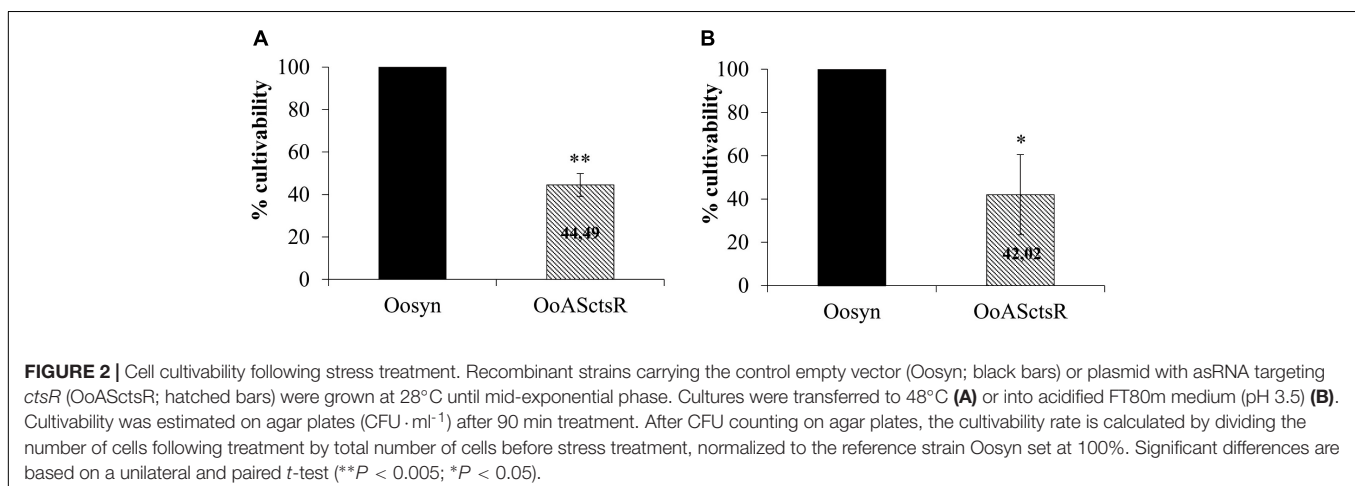 A
% cultivability
100
80
60
40
20
0
**
44,49
Oosyn
OoASctsR
B
% cultivability
100
80
60
40
20
0
*
42,02
Oosyn
OoASctsR
FIGURE 2 | Cell cultivability following stress treatment. Recombinant strains carrying the control empty vector (Oosyn; black bars) or plasmid with asRNA targeting
ctsR (OoASctsR; hatched bars) were grown at 28°C until mid-exponential phase. Cultures were transferred to 48°C (A) or into acidified FT80m medium (pH 3.5) (B).
Cultivability was estimated on agar plates (CFU·ml-1) after 90 min treatment. After CFU counting on agar plates, the cultivability rate is calculated by dividing the
number of cells following treatment by total number of cells before stress treatment, normalized to the reference strain Oosyn set at 100%. Significant differences are
based on a unilateral and paired t-test (**P < 0.005; *P < 0.05).